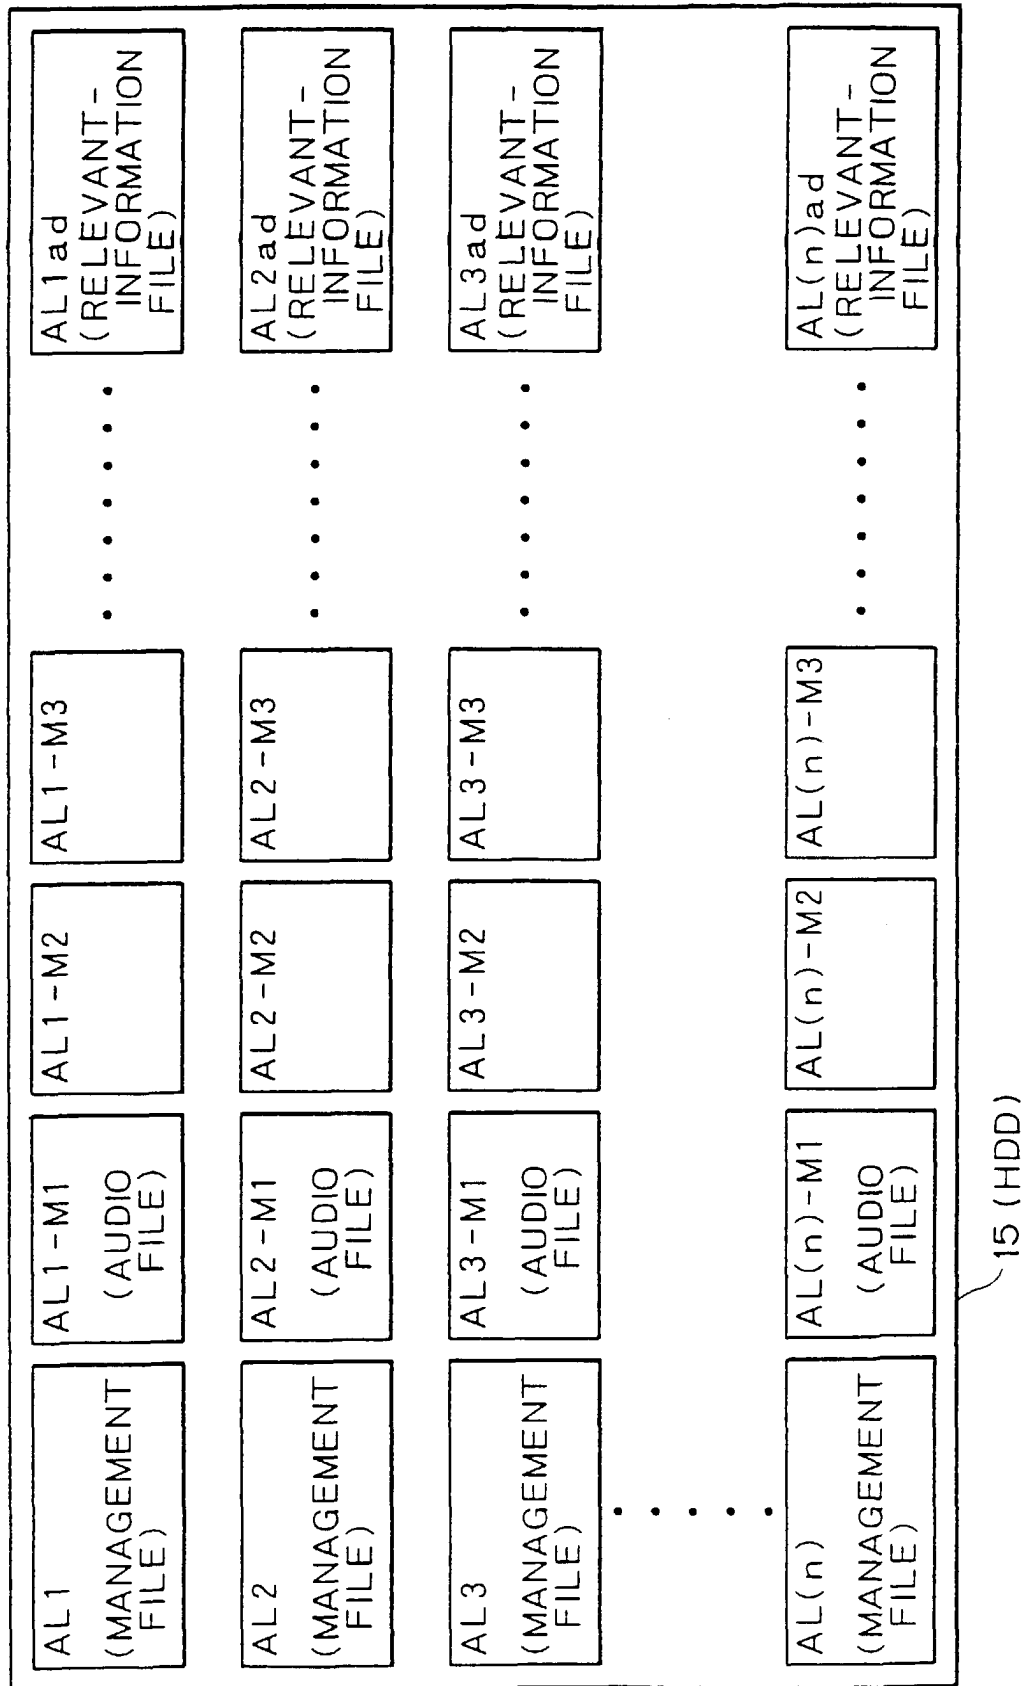 AL1
(MANAGEMENT
FILE)
AL1-M1
(AUDIO
FILE)
AL1-M2
AL1-M3
AL1ad
(RELEVANT-
INFORMATION
FILE)
AL2
(MANAGEMENT
FILE)
AL2-M1
(AUDIO
FILE)
AL2-M2
AL2-M3
AL2ad
(RELEVANT-
INFORMATION
FILE)
AL3
(MANAGEMENT
FILE)
AL3-M1
(AUDIO
FILE)
AL3-M2
AL3-M3
AL3ad
(RELEVANT-
INFORMATION
FILE)
AL(n)
(MANAGEMENT
FILE)
AL(n)-M1
(AUDIO
FILE)
AL(n)-M2
AL(n)-M3
AL(n)ad
(RELEVANT-
INFORMATION
FILE)
15 (HDD)